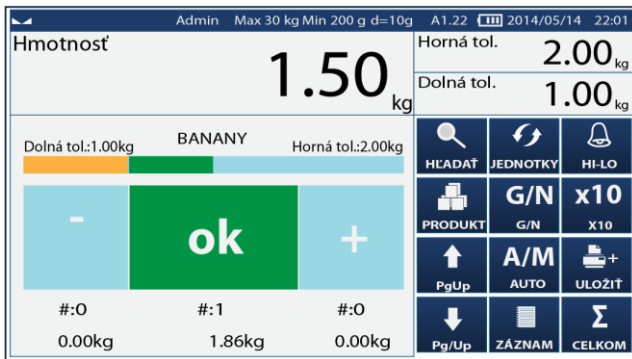 Admin Max 30 kg Min 200 g d=10g A1.22 2014/05/14 22:01
Hmotnosť
1.50 kg
Horná tol.
2.00 kg
Dolná tol.
1.00 kg
Dolná tol.:1.00kg BANANY Horná tol.:2.00kg
- ok +
#:0 #:1 #:0
0.00kg 1.86kg 0.00kg
HĽADAŤ JEDNOTKY HI-LO
G/N x10
PRODUKT G/N X10
A/M +
PgUp AUTO ULOŽIŤ
Σ
Pg/Up ZÁZNAM CELKOM